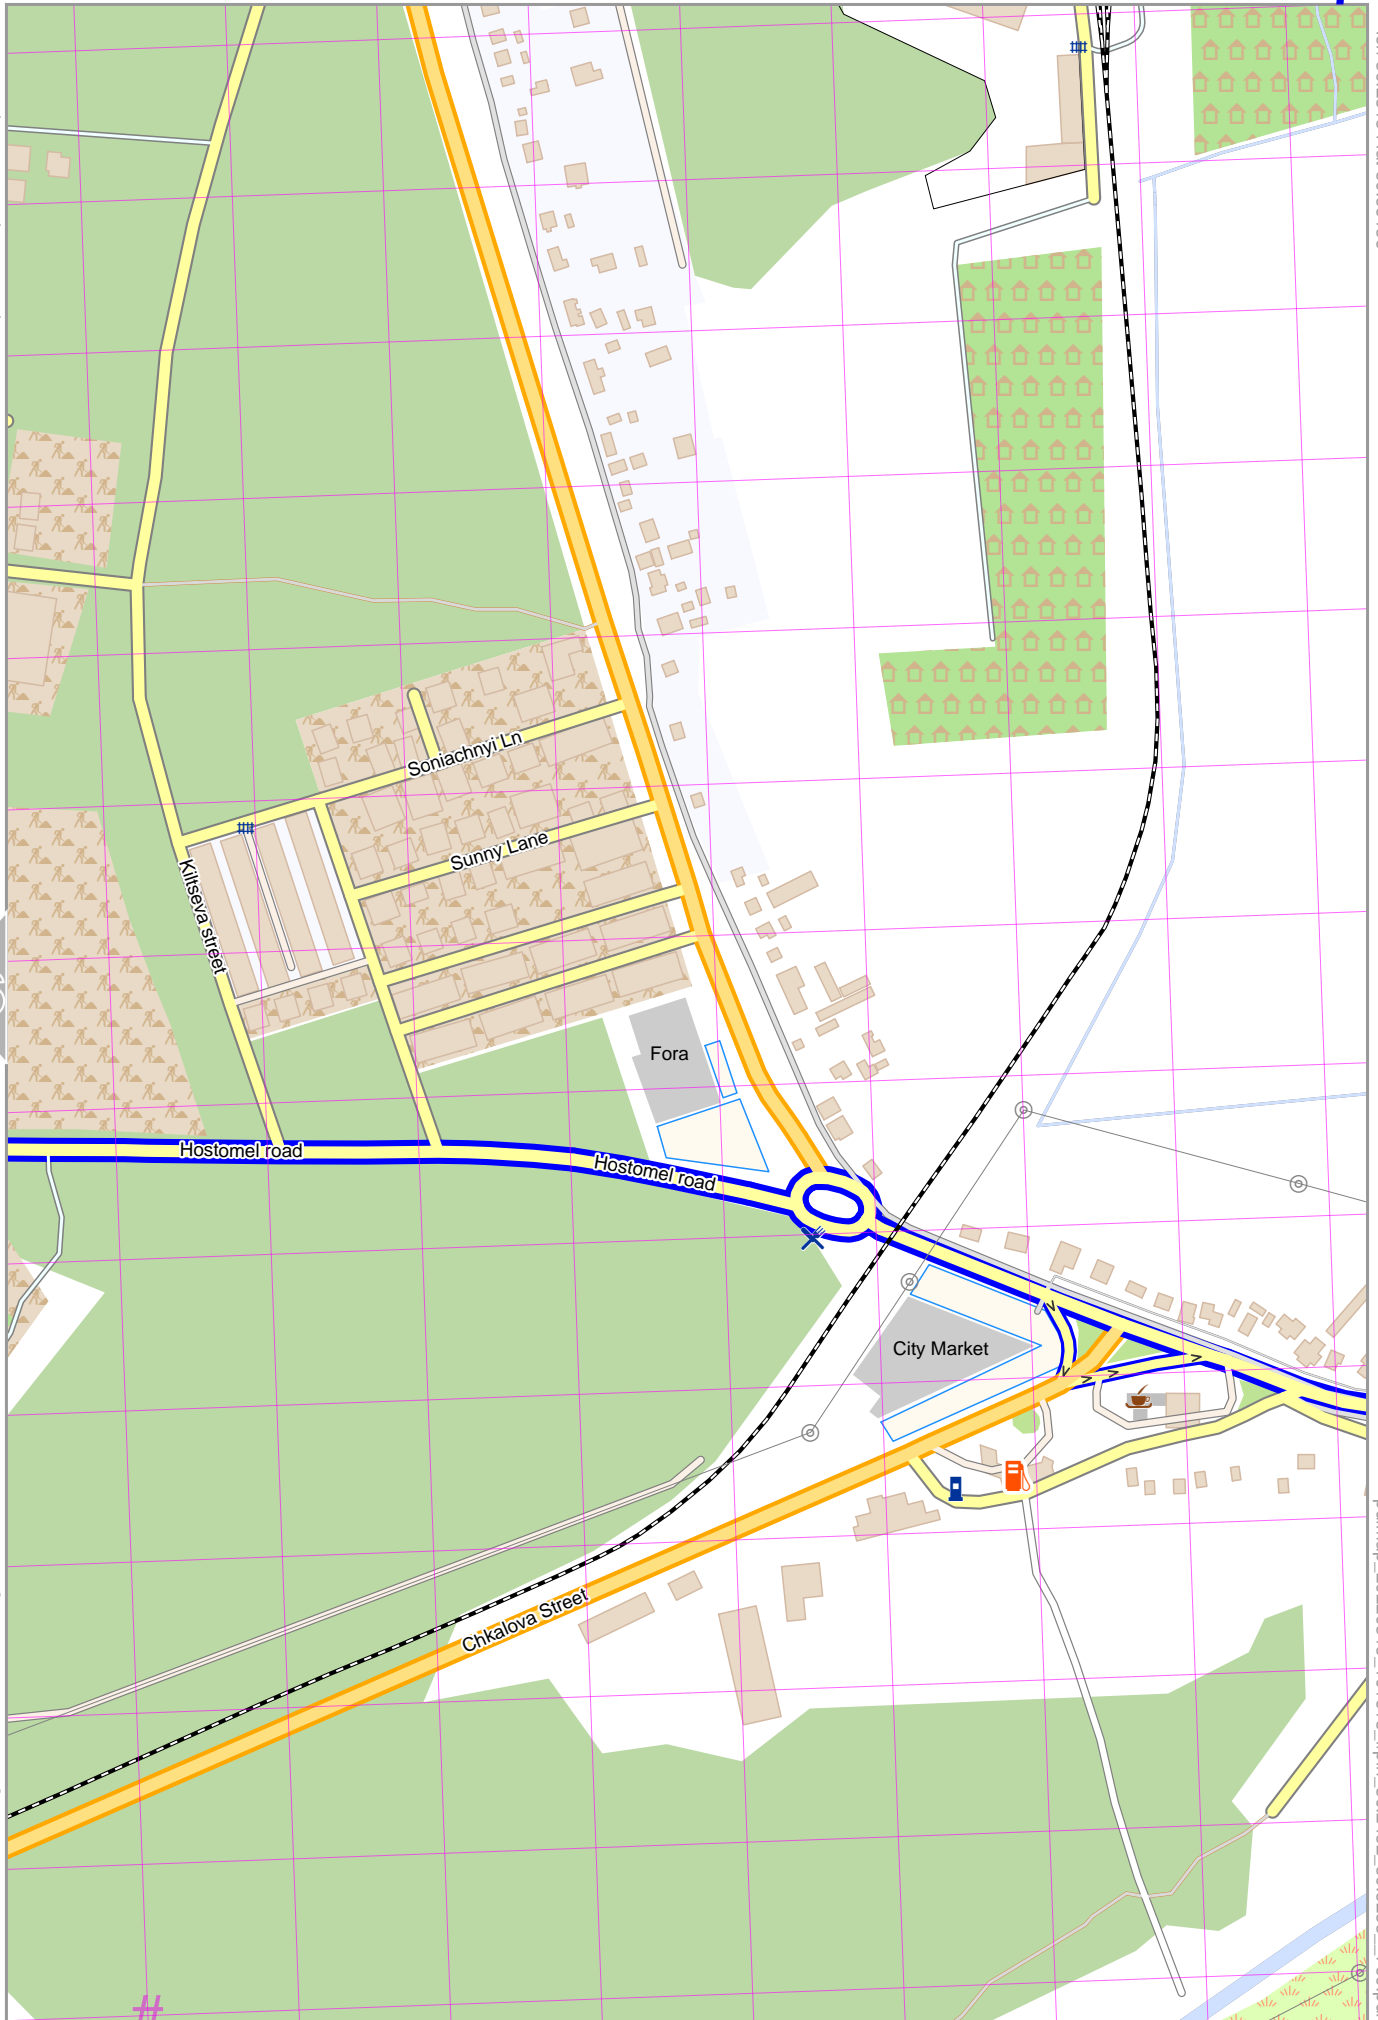 Soniachnyi Ln
Sunny Lane
Kiltseva street
Fora
Hostomel road
Hostomel road
City Market
Chkalova Street
#